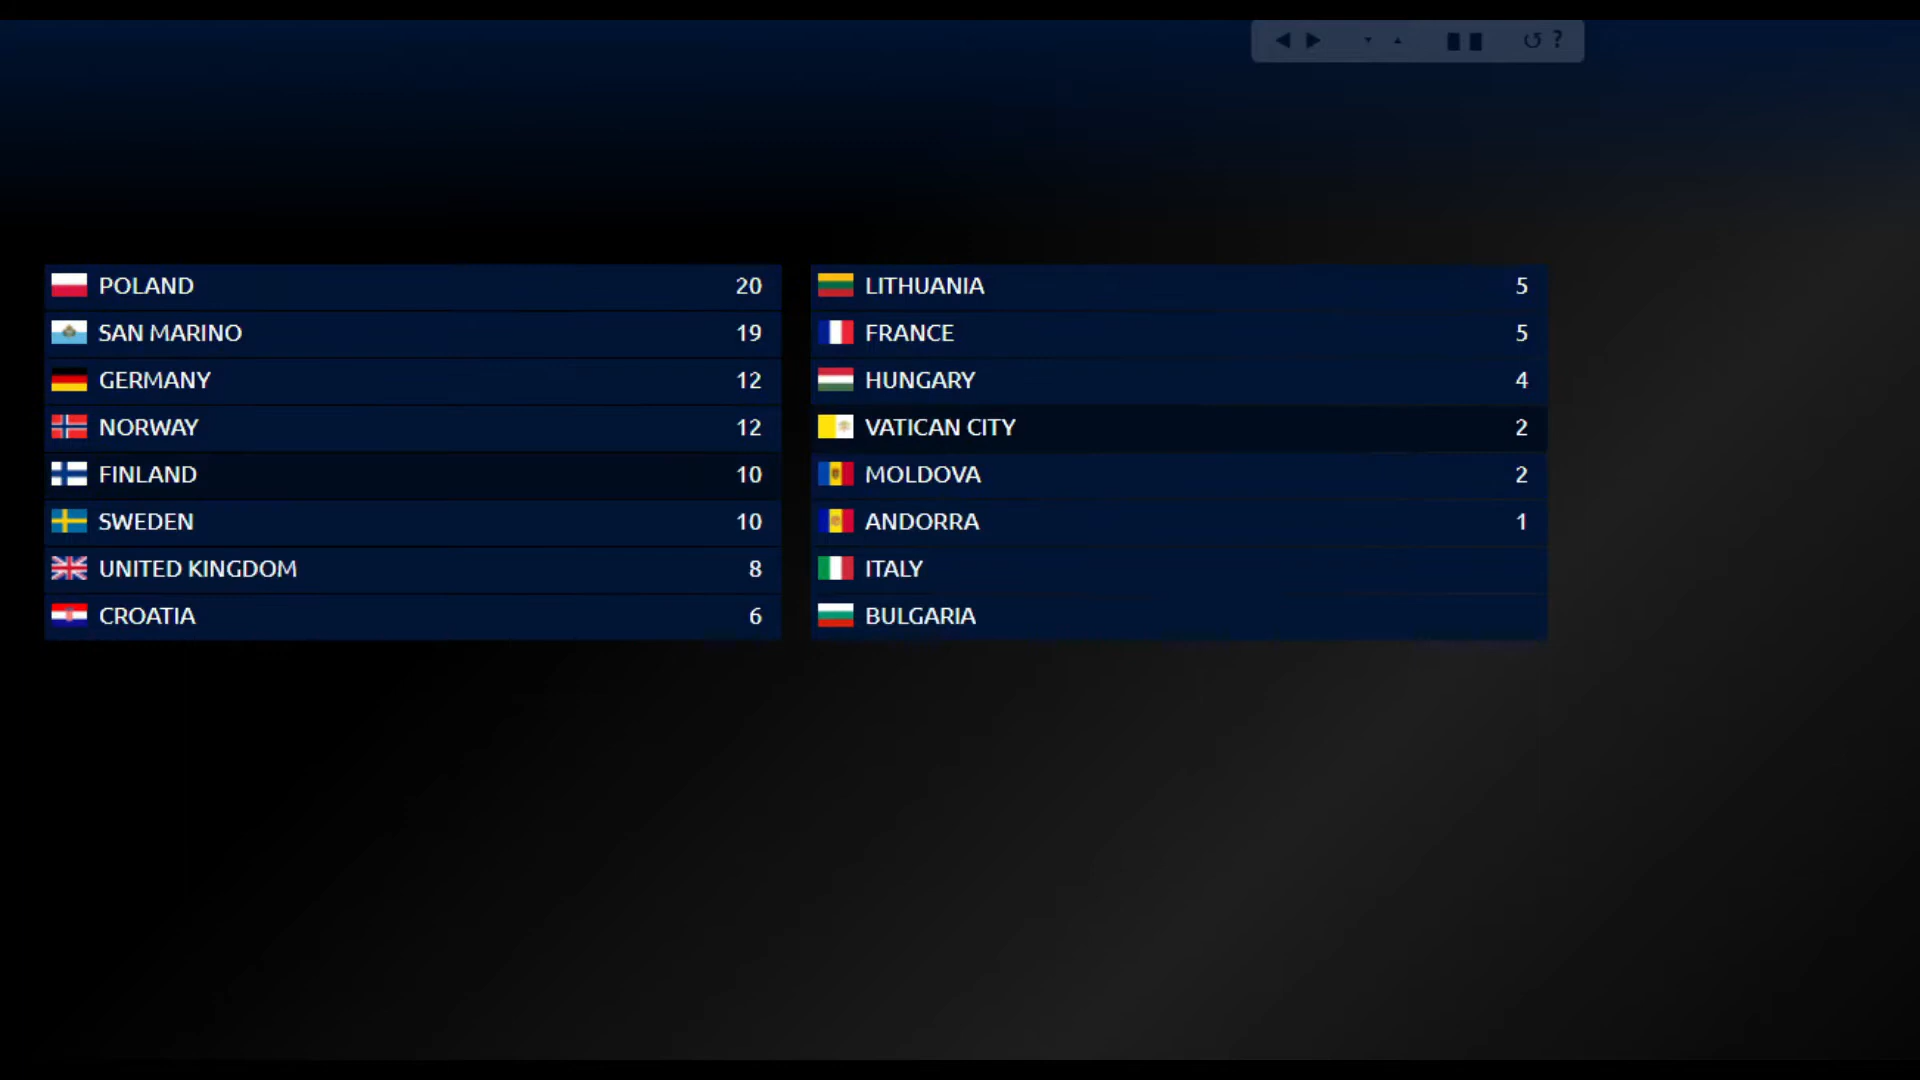 POLAND 20
SAN MARINO 19
GERMANY 12
NORWAY 12
FINLAND 10
SWEDEN 10
UNITED KINGDOM 8
CROATIA 6
LITHUANIA 5
FRANCE 5
HUNGARY 4
VATICAN CITY 2
MOLDOVA 2
ANDORRA 1
ITALY
BULGARIA
?